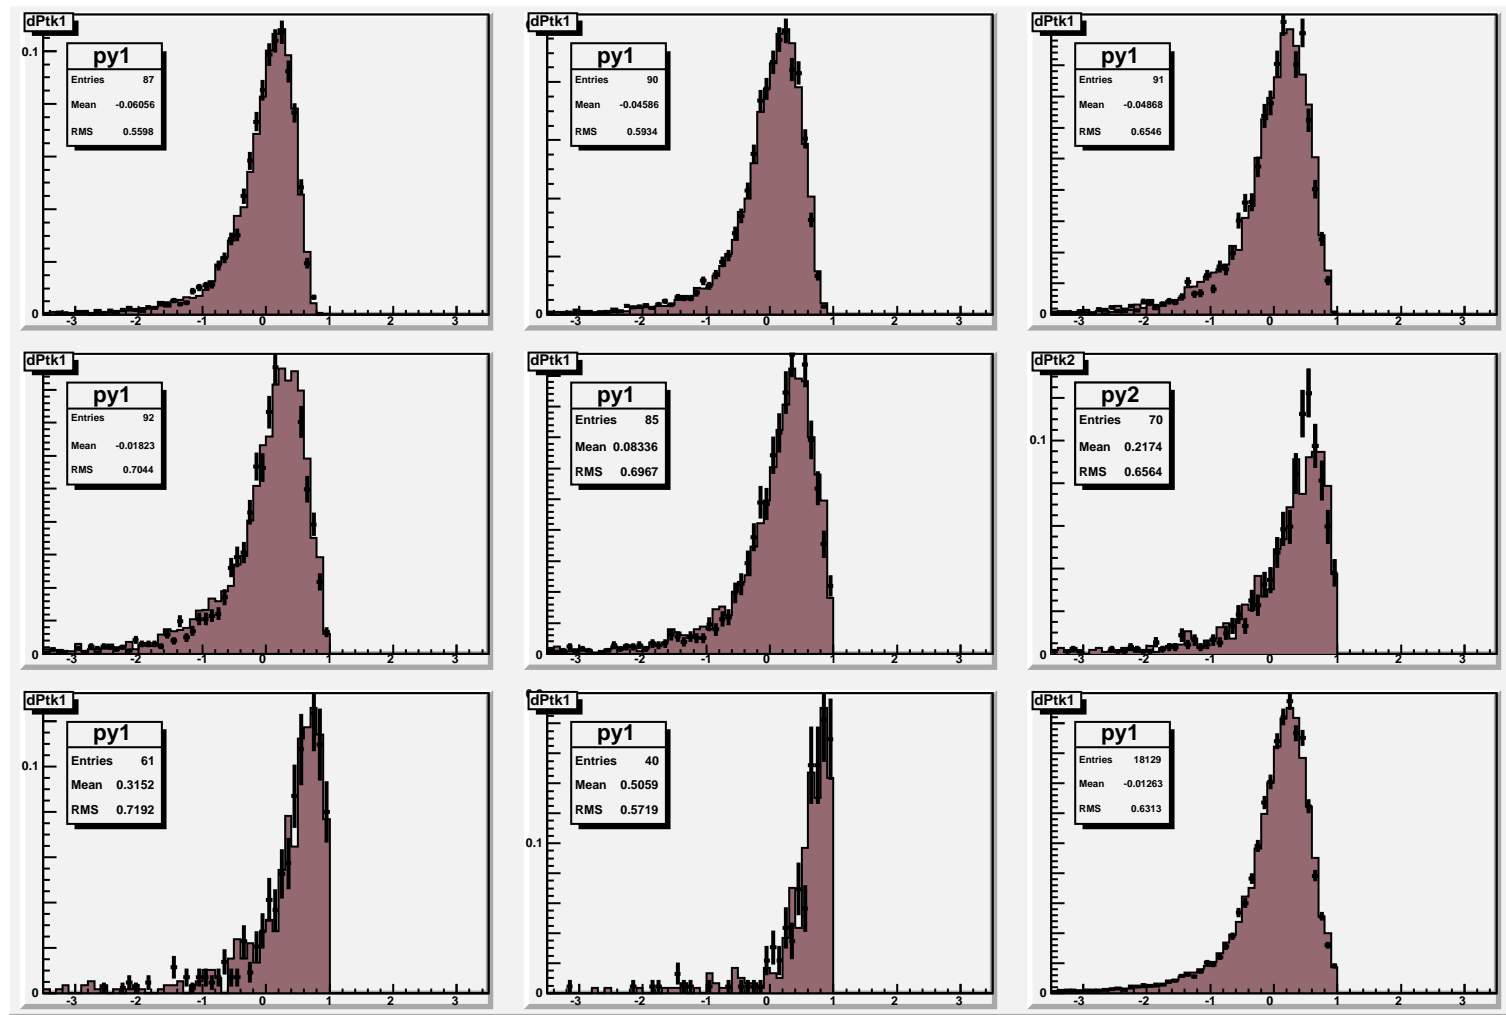 dPtk1
py1
Entries 87
Mean -0.06056
RMS 0.5598
0.1
0
-3 -2 -1 0 1 2 3
dPtk1
py1
Entries 90
Mean -0.04586
RMS 0.5934
0
-3 -2 -1 0 1 2 3
dPtk1
py1
Entries 91
Mean -0.04868
RMS 0.6546
0
-3 -2 -1 0 1 2 3
dPtk1
py1
Entries 92
Mean -0.01823
RMS 0.7044
0
-3 -2 -1 0 1 2 3
dPtk1
py1
Entries 85
Mean 0.08336
RMS 0.6967
0
-3 -2 -1 0 1 2 3
dPtk2
py2
Entries 70
Mean 0.2174
RMS 0.6564
0.1
0
-3 -2 -1 0 1 2 3
dPtk1
py1
Entries 61
Mean 0.3152
RMS 0.7192
0.1
0
-3 -2 -1 0 1 2 3
dPtk1
py1
Entries 40
Mean 0.5059
RMS 0.5719
0.1
0
-3 -2 -1 0 1 2 3
dPtk1
py1
Entries 18129
Mean -0.01263
RMS 0.6313
0
-3 -2 -1 0 1 2 3